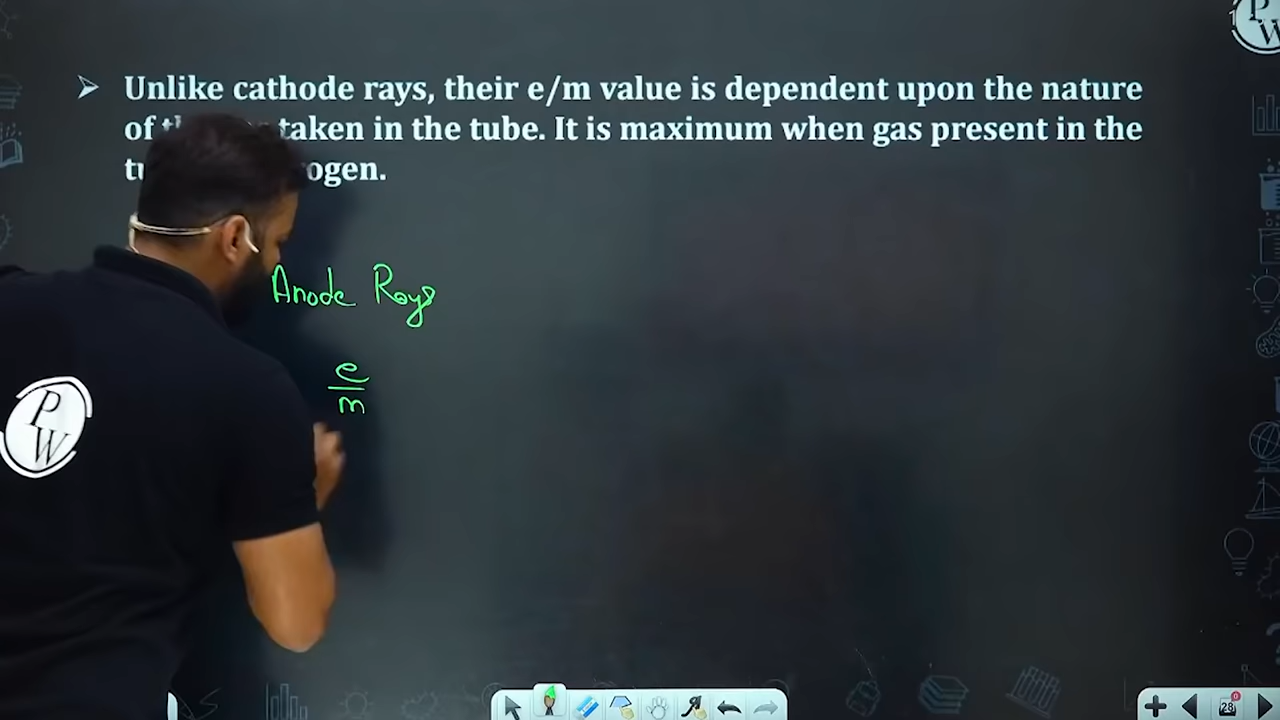 Unlike cathode rays, their e/m value is dependent upon the nature
of taken in the tube. It is maximum when gas present in the
Anode Rays
e
m
P
W
P
W
28